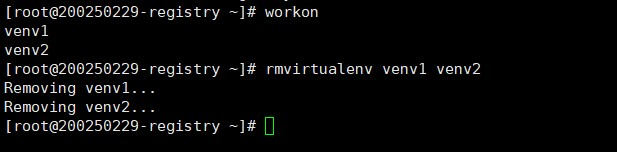 [root@200250229-registry ~]# workon
venv1
venv2
[root@200250229-registry ~]# rmvirtualenv venv1 venv2
Removing venv1...
Removing venv2...
[root@200250229-registry ~]#